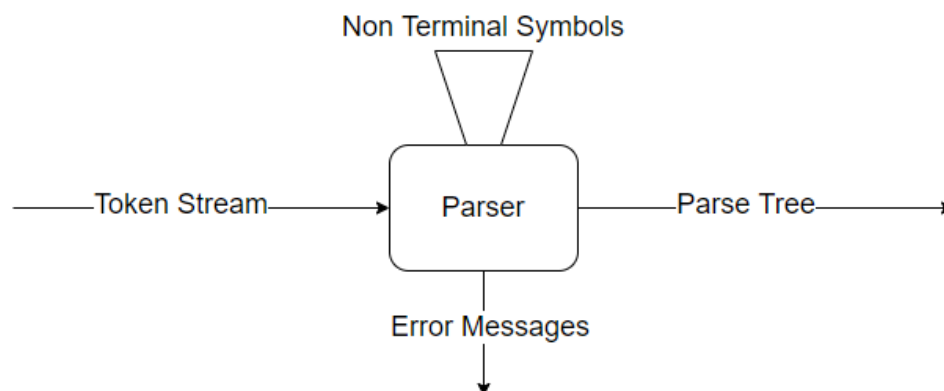 Non Terminal Symbols
Token Stream
Parser
Parse Tree
Error Messages